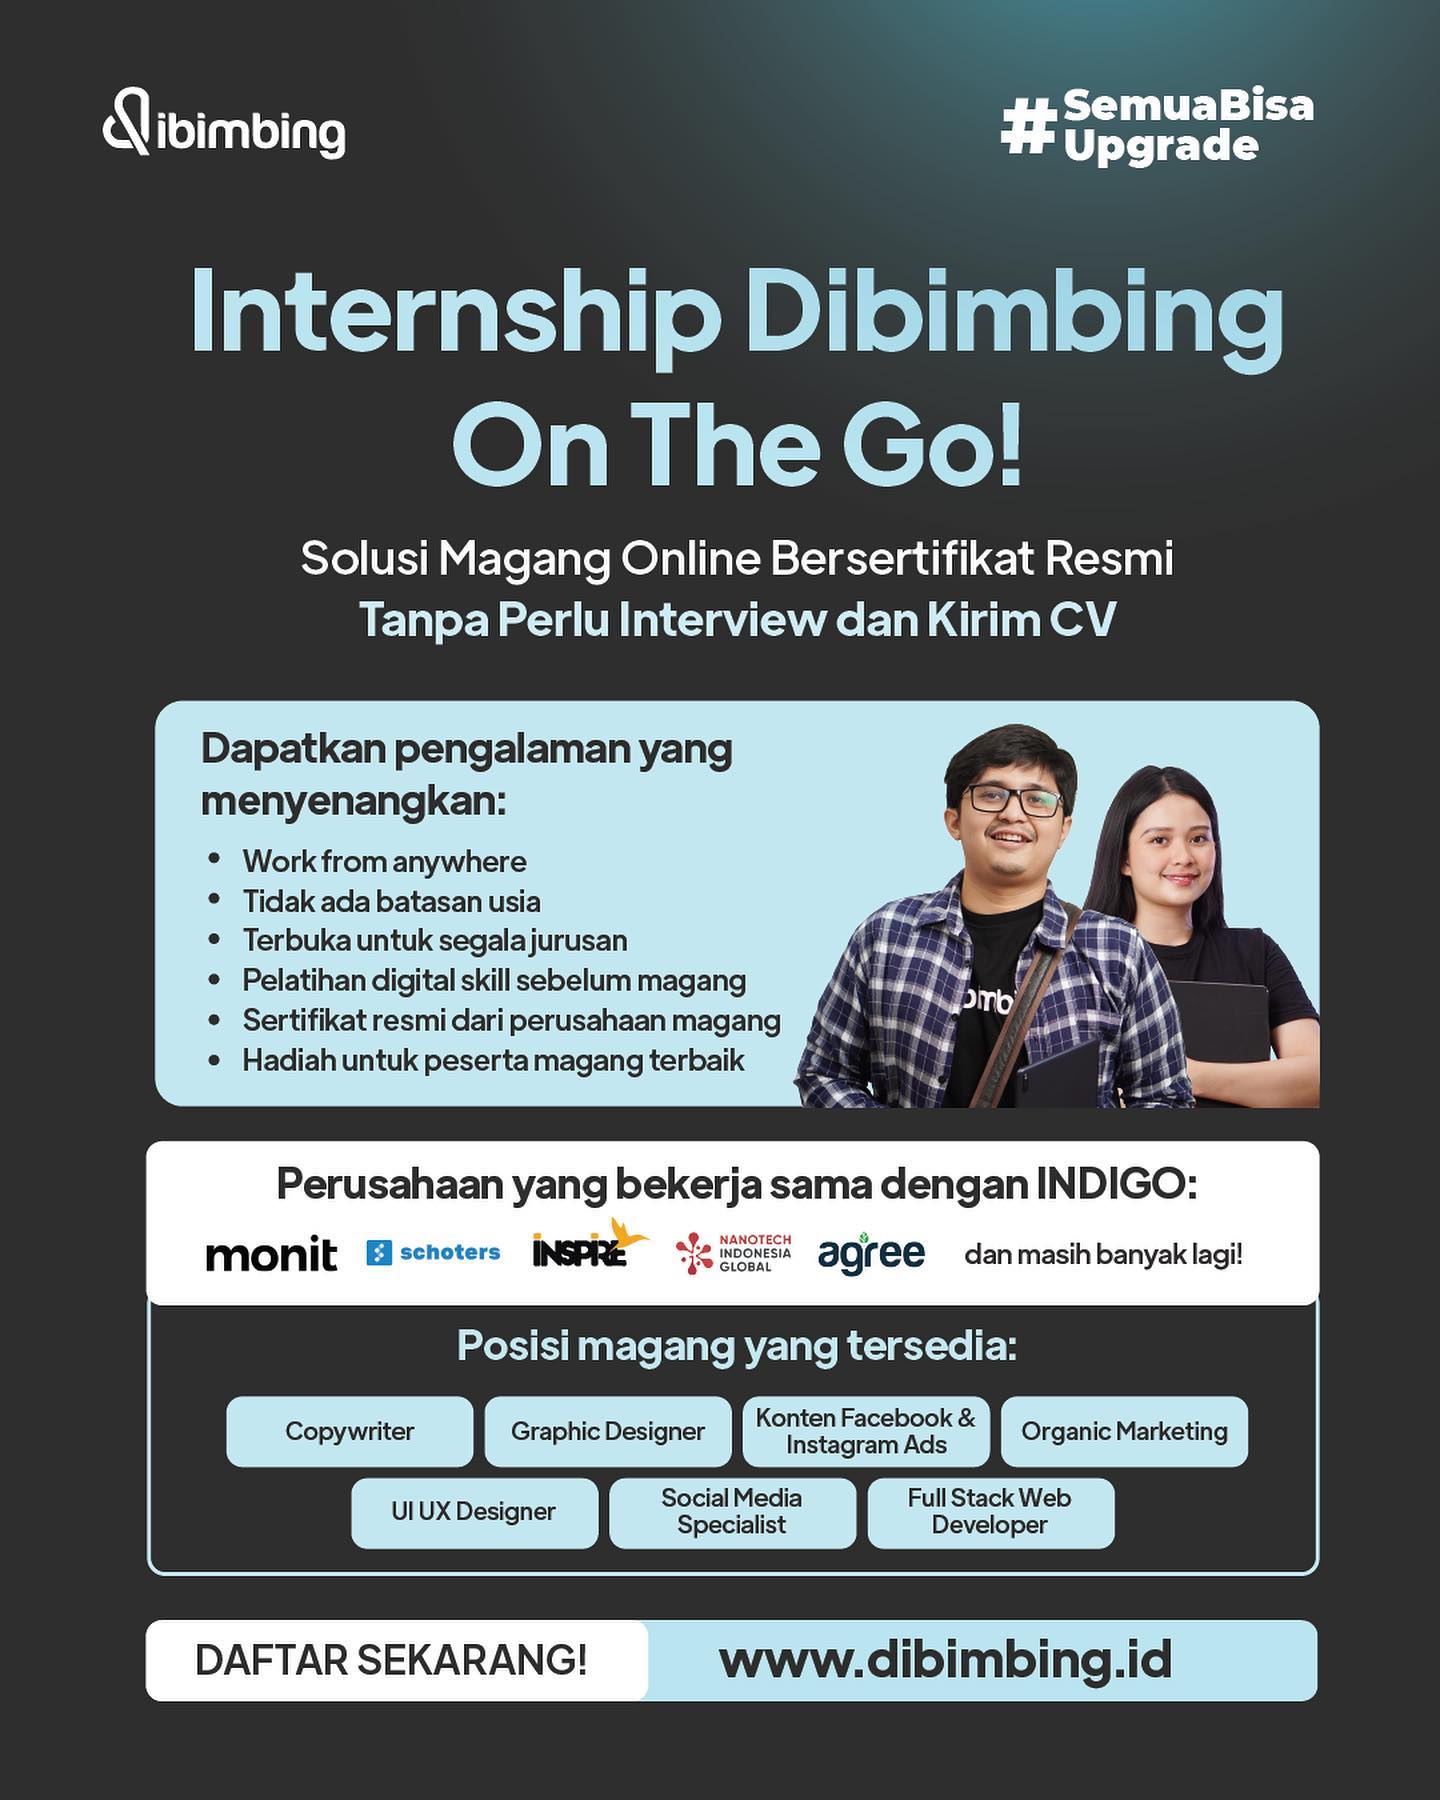 dibimbing
#SemuaBisa
Upgrade
Internship Dibimbing
On The Go!
Solusi Magang Online Bersertifikat Resmi
Tanpa Perlu Interview dan Kirim CV
Dapatkan pengalaman yang
menyenangkan:
• Work from anywhere
• Tidak ada batasan usia
• Terbuka untuk segala jurusan
• Pelatihan digital skill sebelum magang
• Sertifikat resmi dari perusahaan magang
• Hadiah untuk peserta magang terbaik
ombi
Perusahaan yang bekerja sama dengan INDIGO:
monit
schoters
iNSPiRE
NANOTECH
INDONESIA
GLOBAL
agree
dan masih banyak lagi!
Posisi magang yang tersedia:
Copywriter
Graphic Designer
Konten Facebook &
Instagram Ads
Organic Marketing
UI UX Designer
Social Media
Specialist
Full Stack Web
Developer
DAFTAR SEKARANG!
www.dibimbing.id